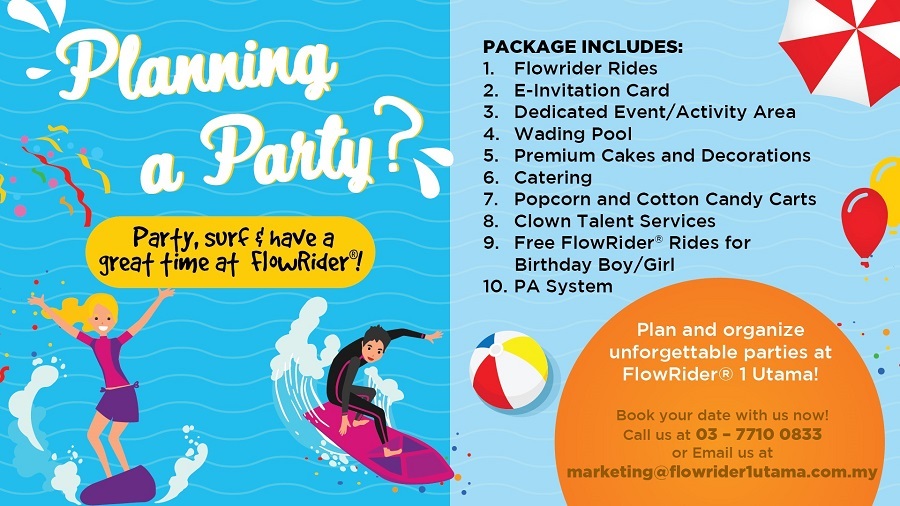 Planning
a Party?
Party, surf & have a
great time at FlowRider®!
PACKAGE INCLUDES:
1. Flowrider Rides
2. E-Invitation Card
3. Dedicated Event/Activity Area
4. Wading Pool
5. Premium Cakes and Decorations
6. Catering
7. Popcorn and Cotton Candy Carts
8. Clown Talent Services
9. Free FlowRider® Rides for
Birthday Boy/Girl
10. PA System
Plan and organize
unforgettable parties at
FlowRider® 1 Utama!
Book your date with us now!
Call us at 03 – 7710 0833
or Email us at
marketing@flowrider1utama.com.my